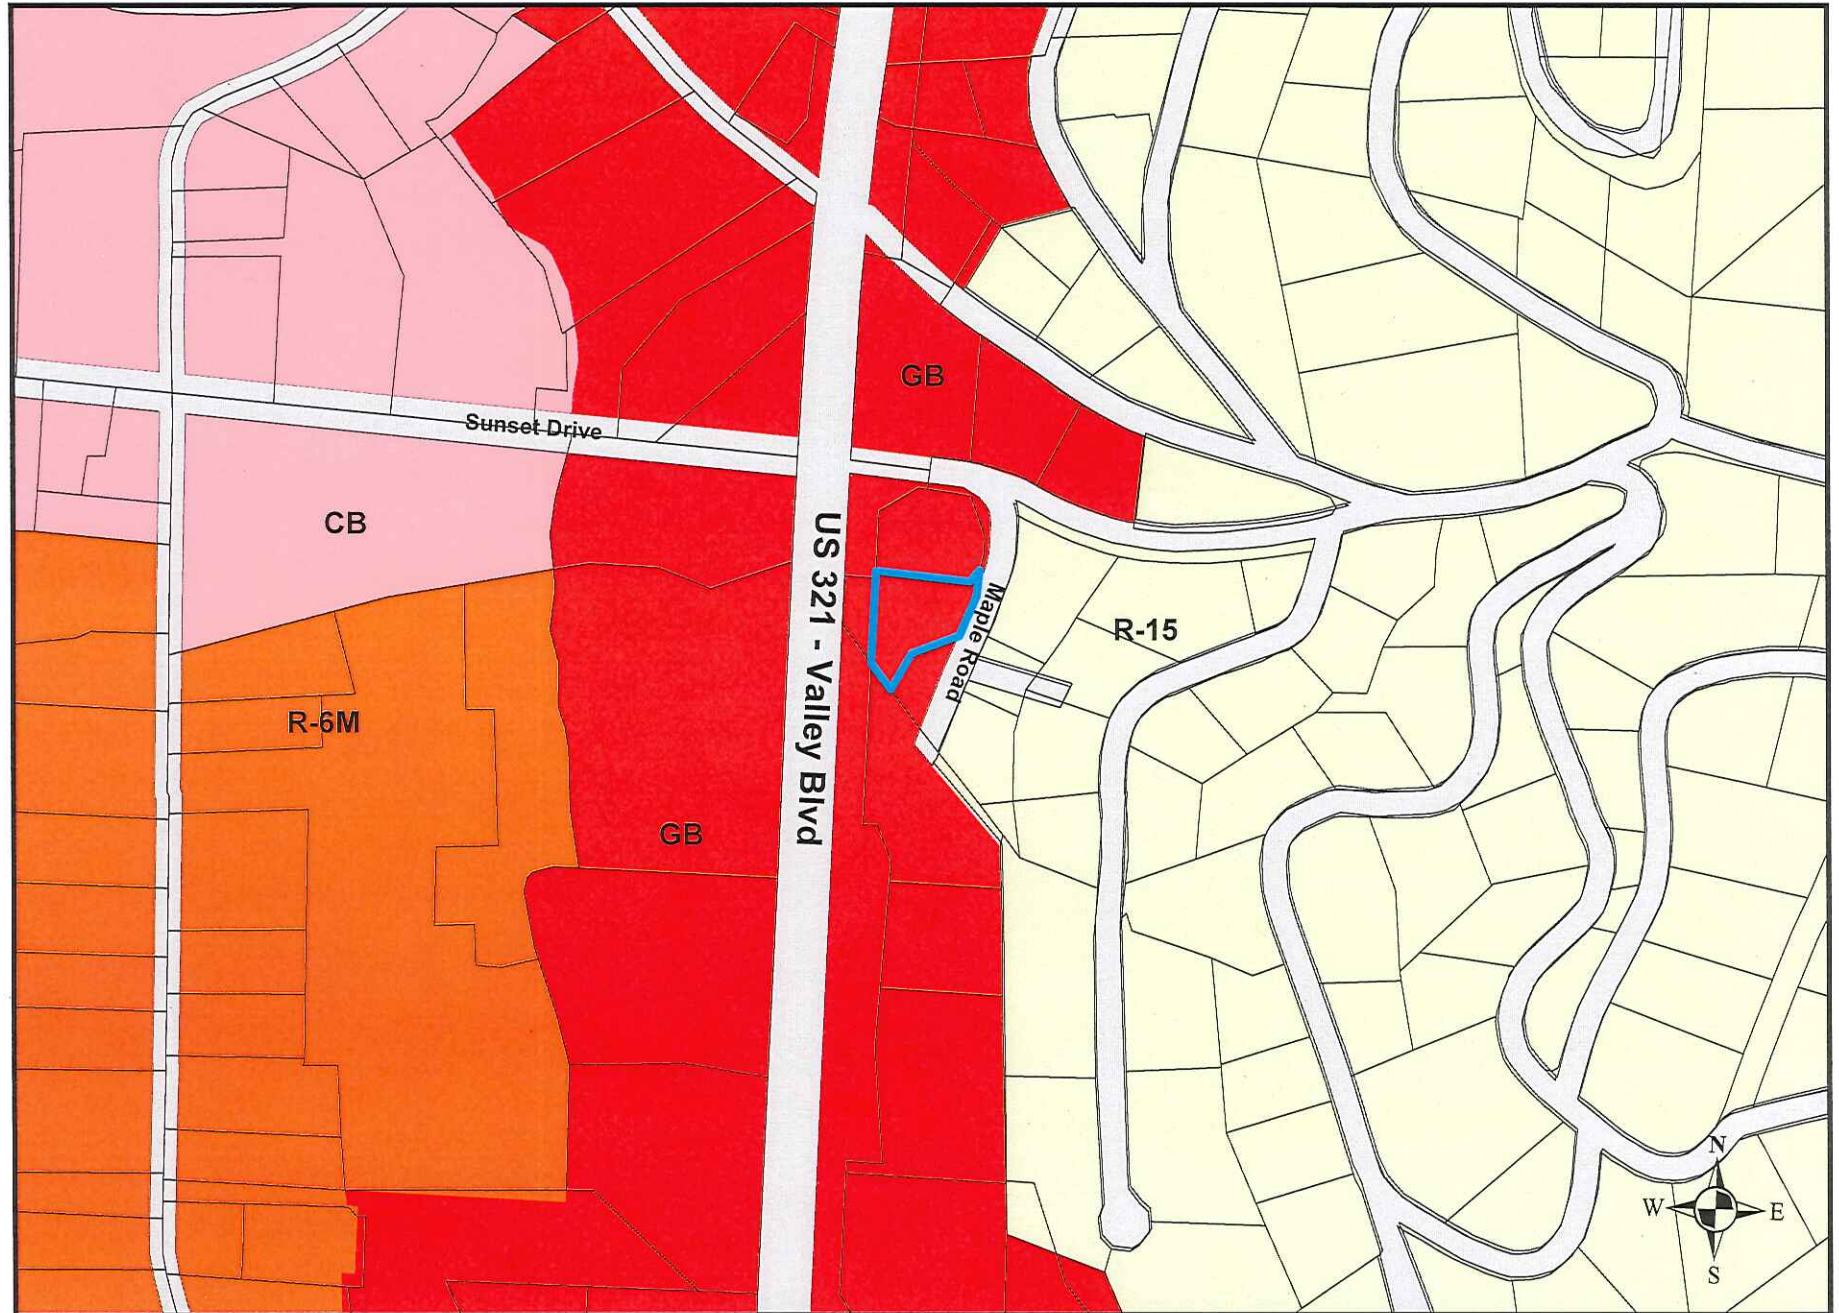 GB
Sunset Drive
CB
US 321 - Valley Blvd
Maple Road
R-15
R-6M
GB
N
W E
S